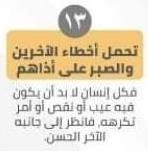 ١٣
تحمل أخطاء الآخرين
والصبر على أذاهم
فكل إنسان لا بد أن يكون
فيه عيب أو نقص أو أمر
تكرهه، فانظر إلى جانبه
الآخر الحسن.